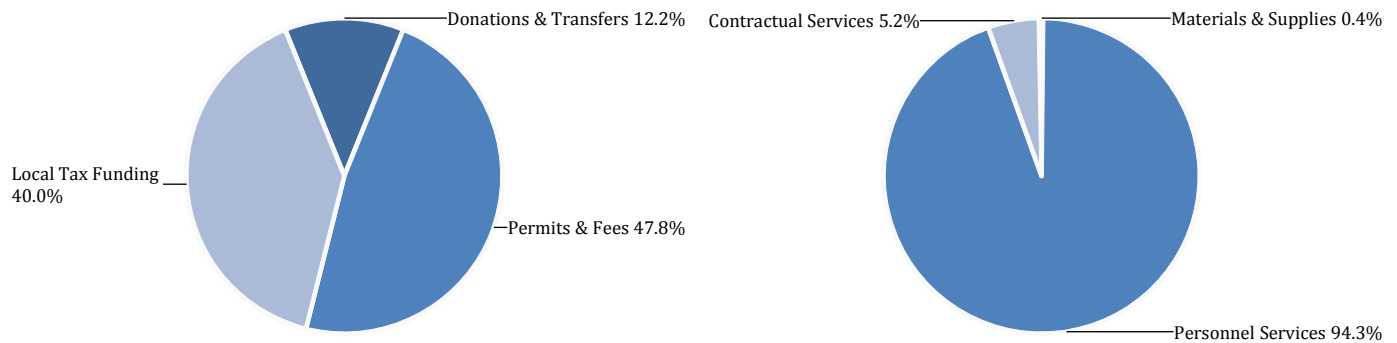 Donations & Transfers 12.2%
Local Tax Funding
40.0%
Permits & Fees 47.8%
Contractual Services 5.2%
Materials & Supplies 0.4%
Personnel Services 94.3%